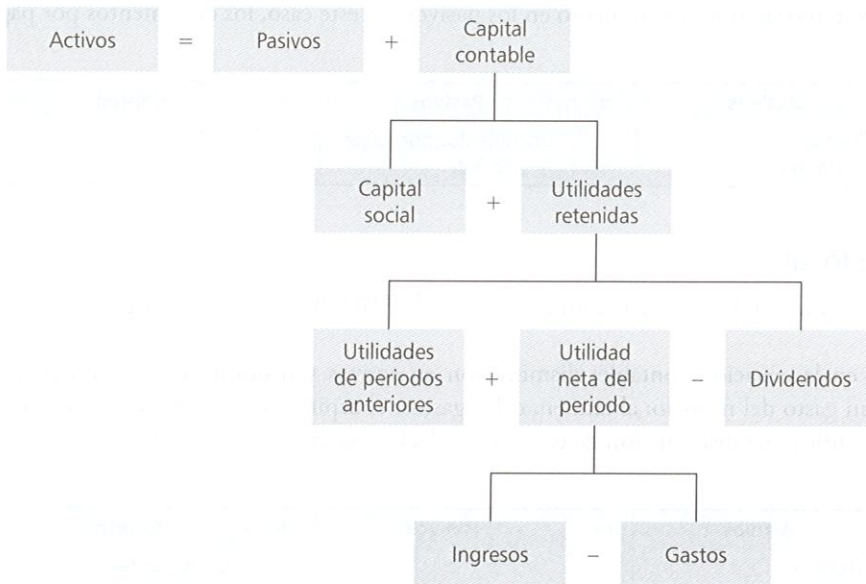 Activos = Pasivos + Capital contable
Capital social + Utilidades retenidas
Utilidades de periodos anteriores + Utilidad neta del periodo – Dividendos
Ingresos – Gastos